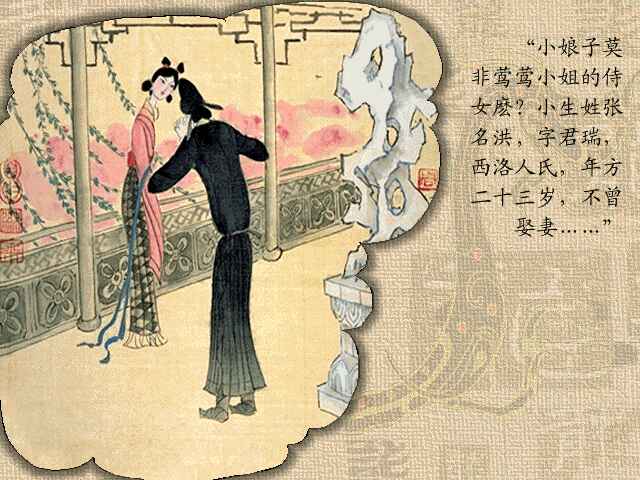 “小娘子莫
非莺莺小姐的侍
女麽？小生姓张
名洪，字君瑞，
西洛人氏，年方
二十三岁，不曾
娶妻……”